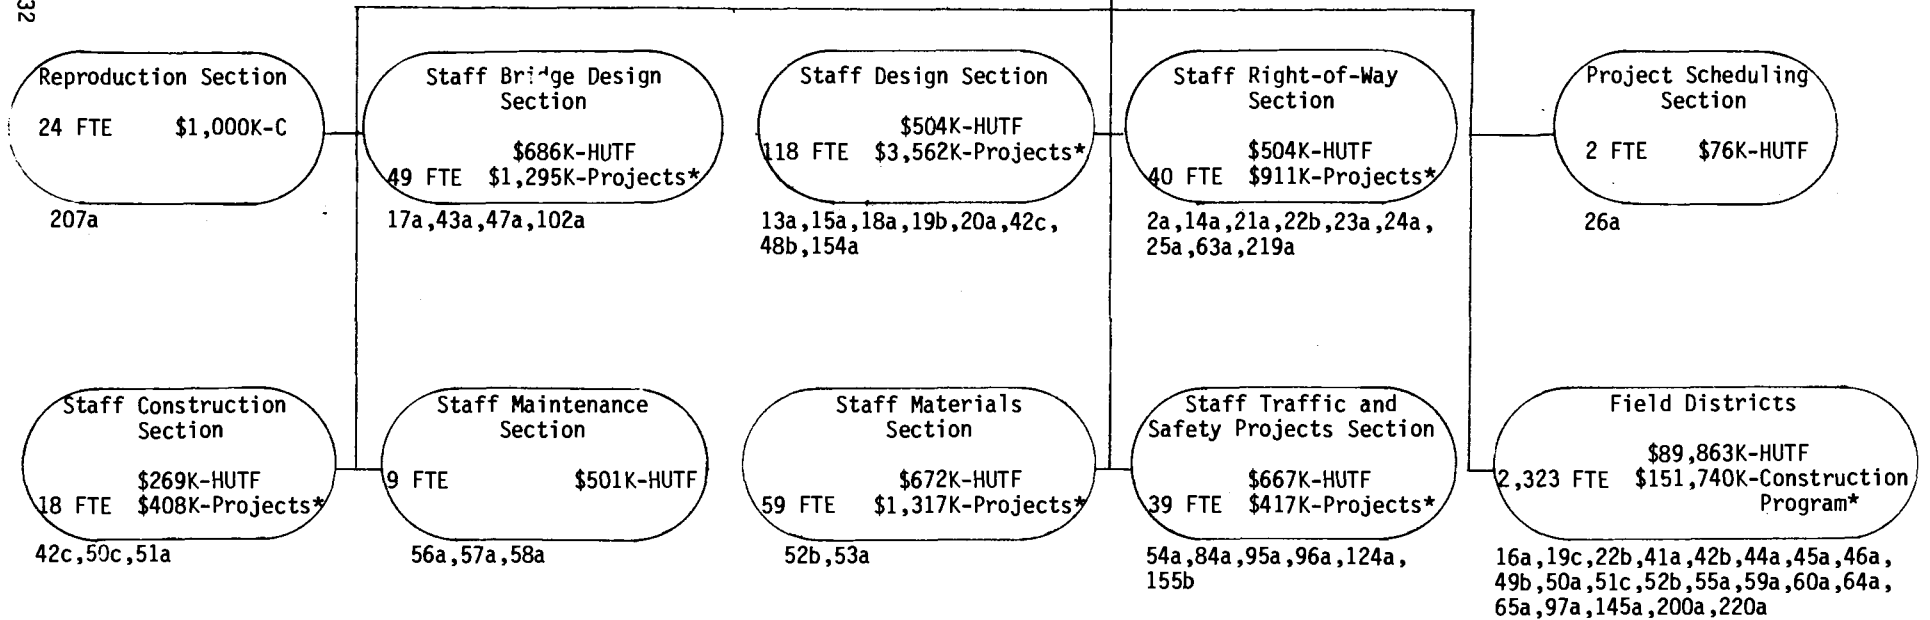 32
Reproduction Section
24 FTE $1,000K-C
207a
Staff Bridge Design
Section
$686K-HUTF
49 FTE $1,295K-Projects*
17a,43a,47a,102a
Staff Design Section
$504K-HUTF
118 FTE $3,562K-Projects*
13a,15a,18a,19b,20a,42c,
48b,154a
Staff Right-of-Way
Section
$504K-HUTF
40 FTE $911K-Projects*
2a,14a,21a,22b,23a,24a,
25a,63a,219a
Project Scheduling
Section
2 FTE $76K-HUTF
26a
Staff Construction
Section
$269K-HUTF
18 FTE $408K-Projects*
42c,50c,51a
Staff Maintenance
Section
9 FTE $501K-HUTF
56a,57a,58a
Staff Materials
Section
$672K-HUTF
59 FTE $1,317K-Projects*
52b,53a
Staff Traffic and
Safety Projects Section
$667K-HUTF
39 FTE $417K-Projects*
54a,84a,95a,96a,124a,
155b
Field Districts
$89,863K-HUTF
2,323 FTE $151,740K-Construction
Program*
16a,19c,22b,41a,42b,44a,45a,46a,
49b,50a,51c,52b,55a,59a,60a,64a,
65a,97a,145a,200a,220a